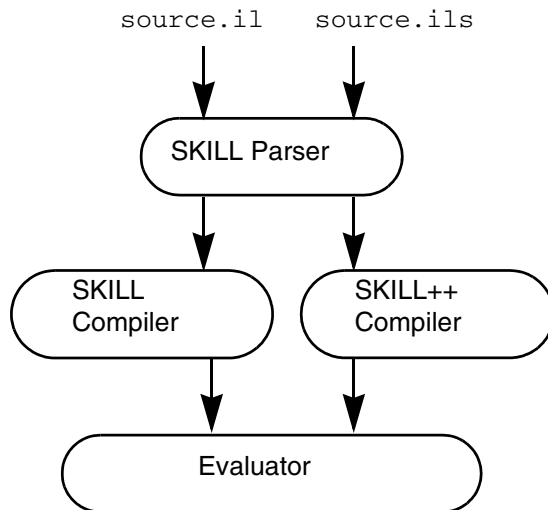 source.il source.ils
SKILL Parser
SKILL
Compiler
SKILL++
Compiler
Evaluator